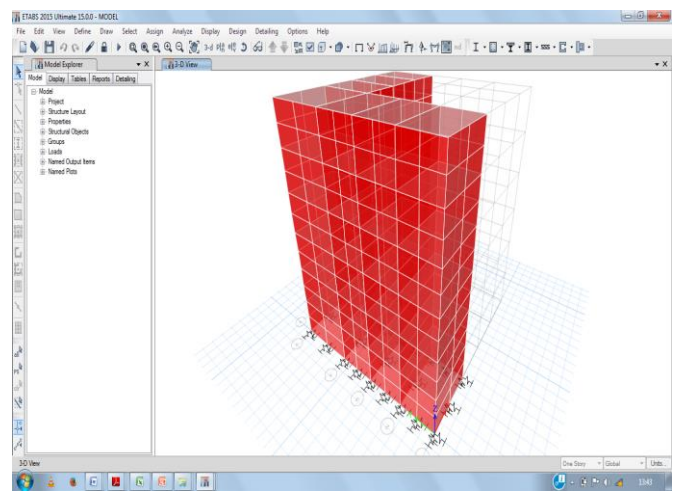 ETABS 2015 Ultimate 15.0.0 - MODEL
File Edit View Define Draw Select Assign Analyze Display Design Detailing Options Help
Model Explorer
3-D View
Model Display Tables Reports Detailing
Model
Project
Structure Layout
Properties
Structural Objects
Groups
Loads
Named Output Items
Named Plots
Z
3-D View
One Story
Global
Units...
13:43